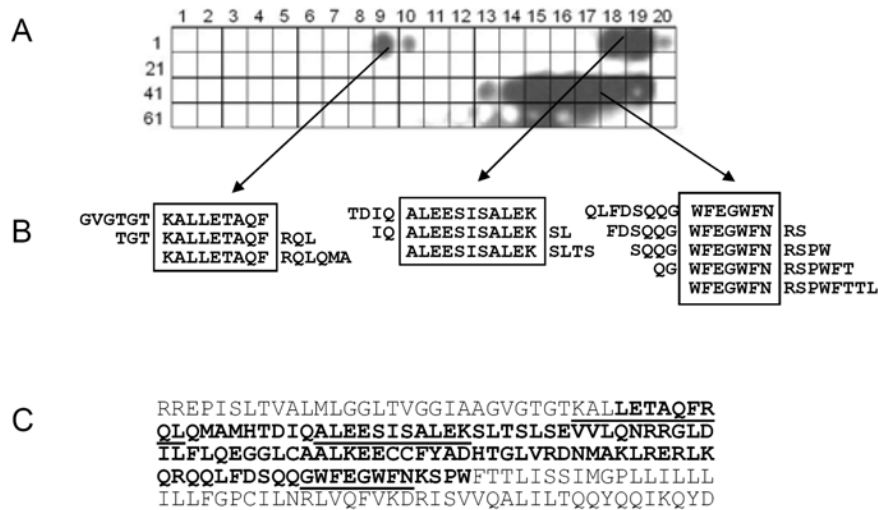 A
1 2 3 4 5 6 7 8 9 10 11 12 13 14 15 16 17 18 19 20
1
21
41
61
B
GVGTGT KALLETAQF
TGT KALLETAQF RQL
KALLETAQF RQLQMA
TDIQ ALEESISALEK
IQ ALEESISALEK SL
ALEESISALEK SLTS
QLFDSQQG WFEGWFN
FDSQQG WFEGWFN RS
SQQG WFEGWFN RSPW
QG WFEGWFN RSPWFT
WFEGWFN RSPWFTTL
C
RREPISLTVALMLGGLTVGGIAAGVGTGTKALLETAQFR
QLQMAMHTDIQALEESISALEKSLTSLSEVVLQNRRGLD
ILFLQEGGLCAALKEECCFYADHTGLVRDNMAKLRERLK
QRQQLFDSQQGWFEGWFNKSPWFTTLISSIMGPLLILLL
ILLFGPCILNRLVQFVKDRISVVQALILTQQYQQIKQYD